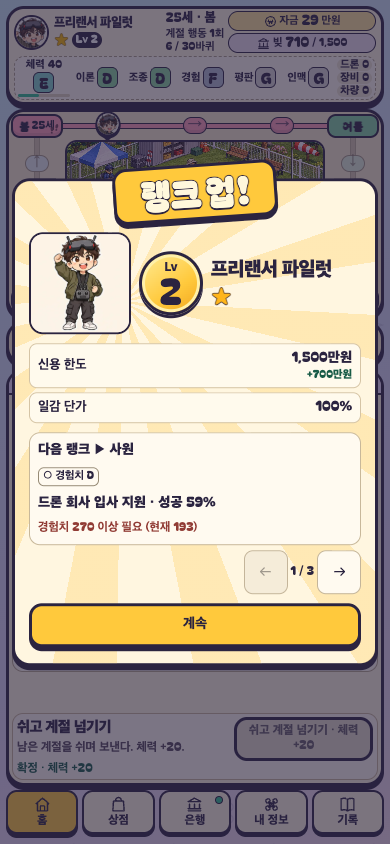 프리랜서 파일럿
Lv 2
25세 · 봄
계절 행동 1회
6 / 30바퀴
자금 29 만원
빚 710 / 1,500
체력 40
E
이론 D
조종 D
경험 F
평판 G
인맥 G
드론 0
장비 0
차량 0
봄 25세
여름
랭크 업!
Lv
2
프리랜서 파일럿
신용 한도
1,500만원
+700만원
일감 단가
100%
다음 랭크 ▶ 사원
○ 경험치 D
드론 회사 입사 지원 · 성공 59%
경험치 270 이상 필요 (현재 193)
← 1 / 3 →
계속
쉬고 계절 넘기기
남은 계절을 쉬며 보낸다. 체력 +20.
확정 · 체력 +20
쉬고 계절 넘기기 · 체력
+20
홈
상점
은행
내 정보
기록